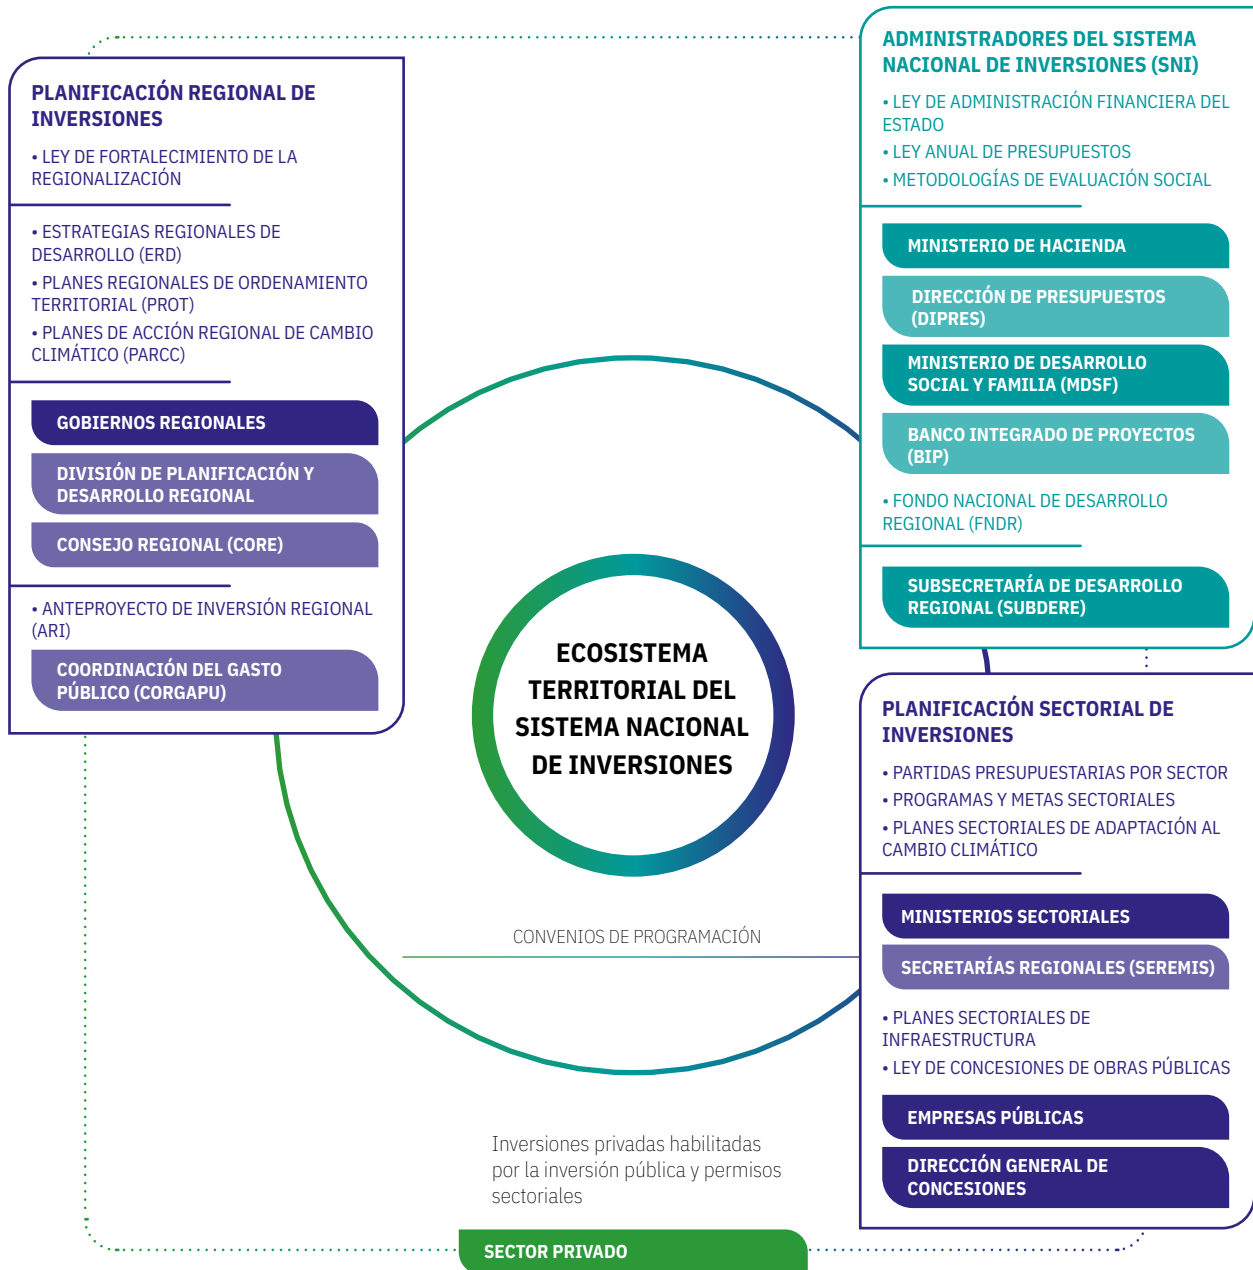 PLANIFICACIÓN REGIONAL DE
INVERSIONES
• LEY DE FORTALECIMIENTO DE LA
REGIONALIZACIÓN
• ESTRATEGIAS REGIONALES DE
DESARROLLO (ERD)
• PLANES REGIONALES DE ORDENAMIENTO
TERRITORIAL (PROT)
• PLANES DE ACCIÓN REGIONAL DE CAMBIO
CLIMÁTICO (PARCC)
GOBIERNOS REGIONALES
DIVISIÓN DE PLANIFICACIÓN Y
DESARROLLO REGIONAL
CONSEJO REGIONAL (CORE)
• ANTEPROYECTO DE INVERSIÓN REGIONAL
(ARI)
COORDINACIÓN DEL GASTO
PÚBLICO (CORGAPU)
ADMINISTRADORES DEL SISTEMA
NACIONAL DE INVERSIONES (SNI)
• LEY DE ADMINISTRACIÓN FINANCIERA DEL
ESTADO
• LEY ANUAL DE PRESUPUESTOS
• METODOLOGÍAS DE EVALUACIÓN SOCIAL
MINISTERIO DE HACIENDA
DIRECCIÓN DE PRESUPUESTOS
(DIPRES)
MINISTERIO DE DESARROLLO
SOCIAL Y FAMILIA (MDSF)
BANCO INTEGRADO DE PROYECTOS
(BIP)
• FONDO NACIONAL DE DESARROLLO
REGIONAL (FNDR)
SUBSECRETARÍA DE DESARROLLO
REGIONAL (SUBDERE)
ECOSISTEMA
TERRITORIAL DEL
SISTEMA NACIONAL
DE INVERSIONES
CONVENIOS DE PROGRAMACIÓN
PLANIFICACIÓN SECTORIAL DE
INVERSIONES
• PARTIDAS PRESUPUESTARIAS POR SECTOR
• PROGRAMAS Y METAS SECTORIALES
• PLANES SECTORIALES DE ADAPTACIÓN AL
CAMBIO CLIMÁTICO
MINISTERIOS SECTORIALES
SECRETARÍAS REGIONALES (SEREMIS)
• PLANES SECTORIALES DE
INFRAESTRUCTURA
• LEY DE CONCESIONES DE OBRAS PÚBLICAS
EMPRESAS PÚBLICAS
DIRECCIÓN GENERAL DE
CONCESIONES
Inversiones privadas habilitadas
por la inversión pública y permisos
sectoriales
SECTOR PRIVADO